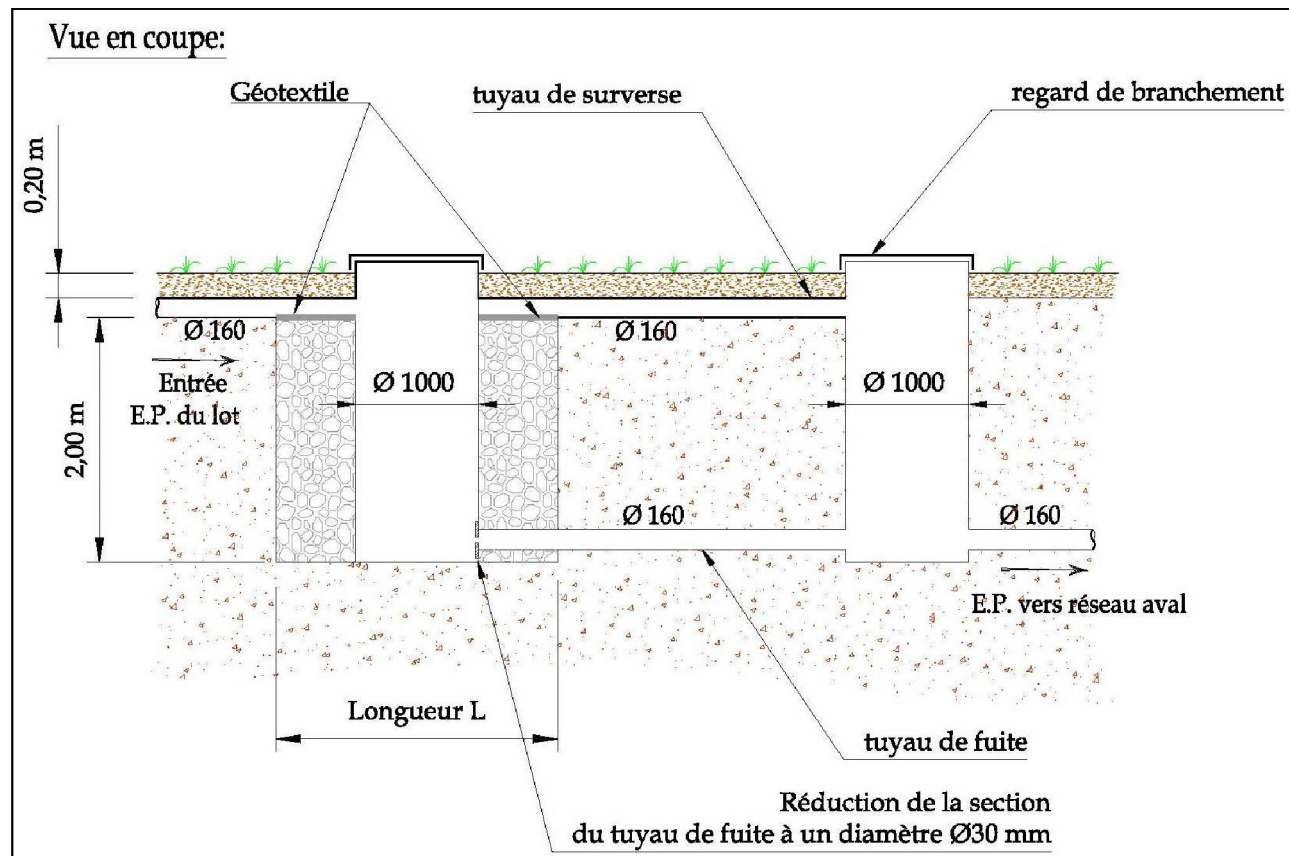 Vue en coupe:
Géotextile
tuyau de surverse
regard de branchement
0,20 m
Ø 160
Ø 160
Entrée
E.P. du lot
Ø 1000
Ø 1000
2,00 m
Ø 160
Ø 160
E.P. vers réseau aval
Longueur L
tuyau de fuite
Réduction de la section
du tuyau de fuite à un diamètre Ø30 mm